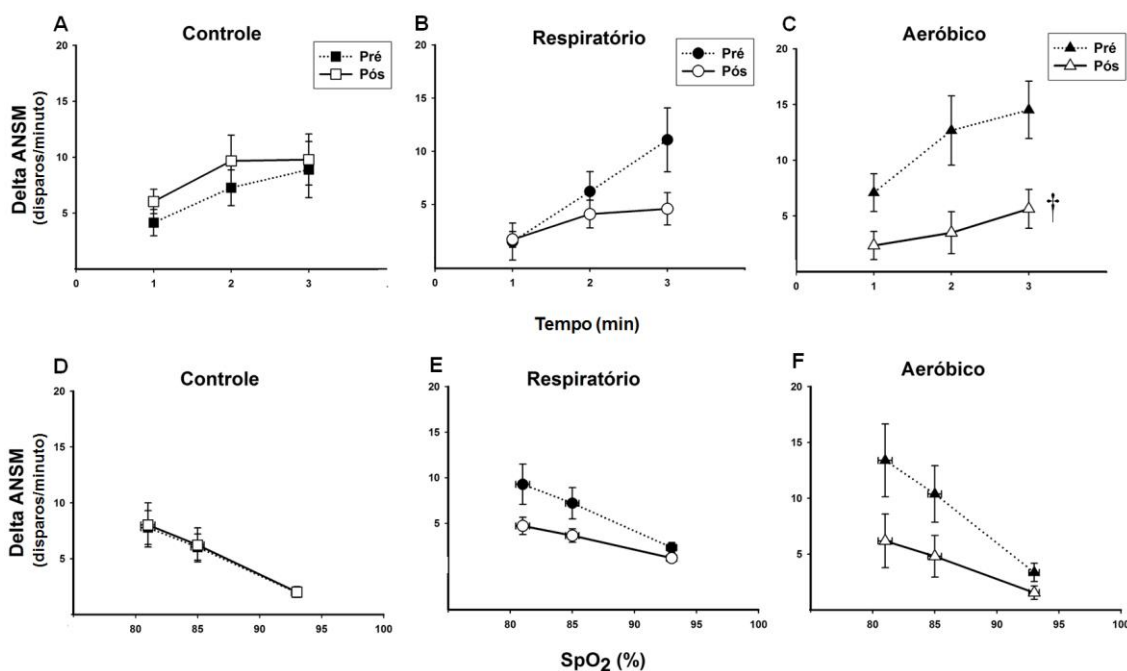 A
Controle
Pré
Pós
20
15
10
5
0
1
2
3
Delta ANSM
(disparos/minuto)
B
Respiratório
Pré
Pós
20
15
10
5
0
1
2
3
Tempo (min)
C
Aeróbico
Pré
Pós
20
15
10
5
0
1
2
3
†
D
Controle
20
15
10
5
80
85
90
95
100
Delta ANSM
(disparos/minuto)
E
Respiratório
20
15
10
5
80
85
90
95
100
SpO₂ (%)
F
Aeróbico
20
15
10
5
80
85
90
95
100